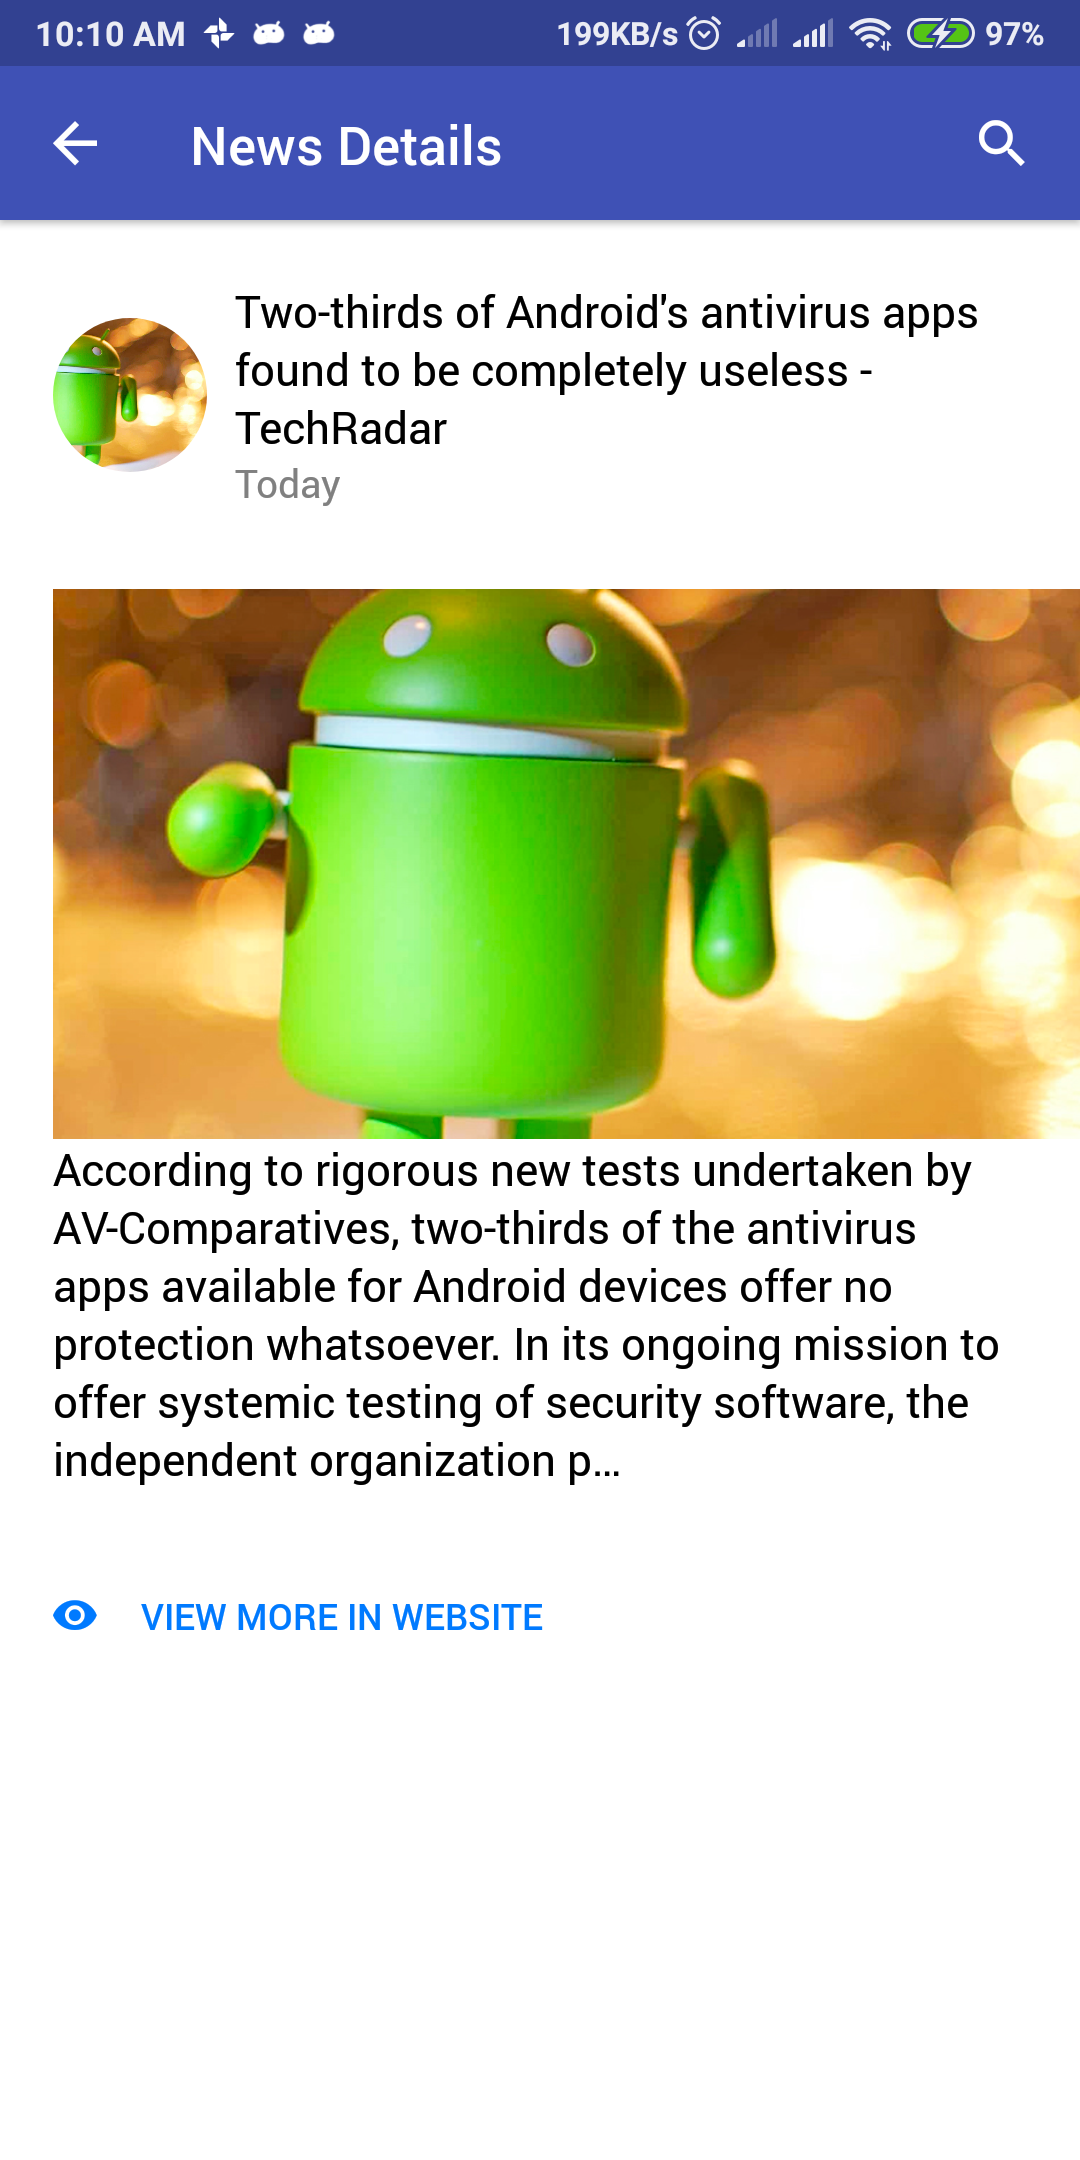 10:10 AM 199KB/s 97%
News Details
Two-thirds of Android's antivirus apps
found to be completely useless -
TechRadar
Today
According to rigorous new tests undertaken by
AV-Comparatives, two-thirds of the antivirus
apps available for Android devices offer no
protection whatsoever. In its ongoing mission to
offer systemic testing of security software, the
independent organization p...
VIEW MORE IN WEBSITE